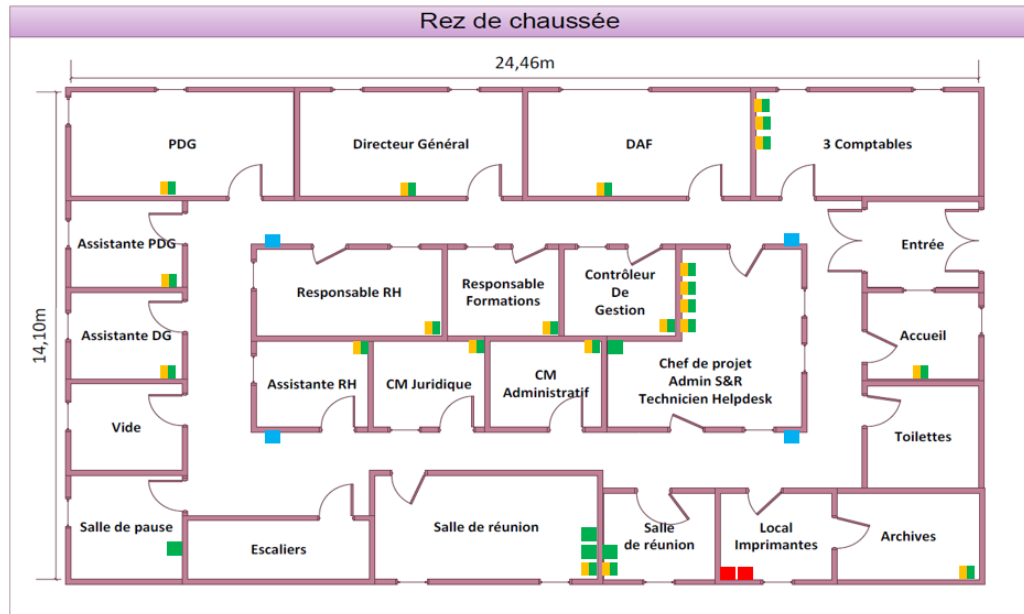 Rez de chaussée
24,46m
14,10m
PDG
Directeur Général
DAF
3 Comptables
Assistante PDG
Entrée
Responsable RH
Responsable
Formations
Contrôleur
De
Gestion
Assistante DG
Accueil
Assistante RH
CM Juridique
CM
Administratif
Chef de projet
Admin S&R
Technicien Helpdesk
Vide
Toilettes
Salle de pause
Escaliers
Salle de réunion
Salle
de réunion
Local
Imprimantes
Archives